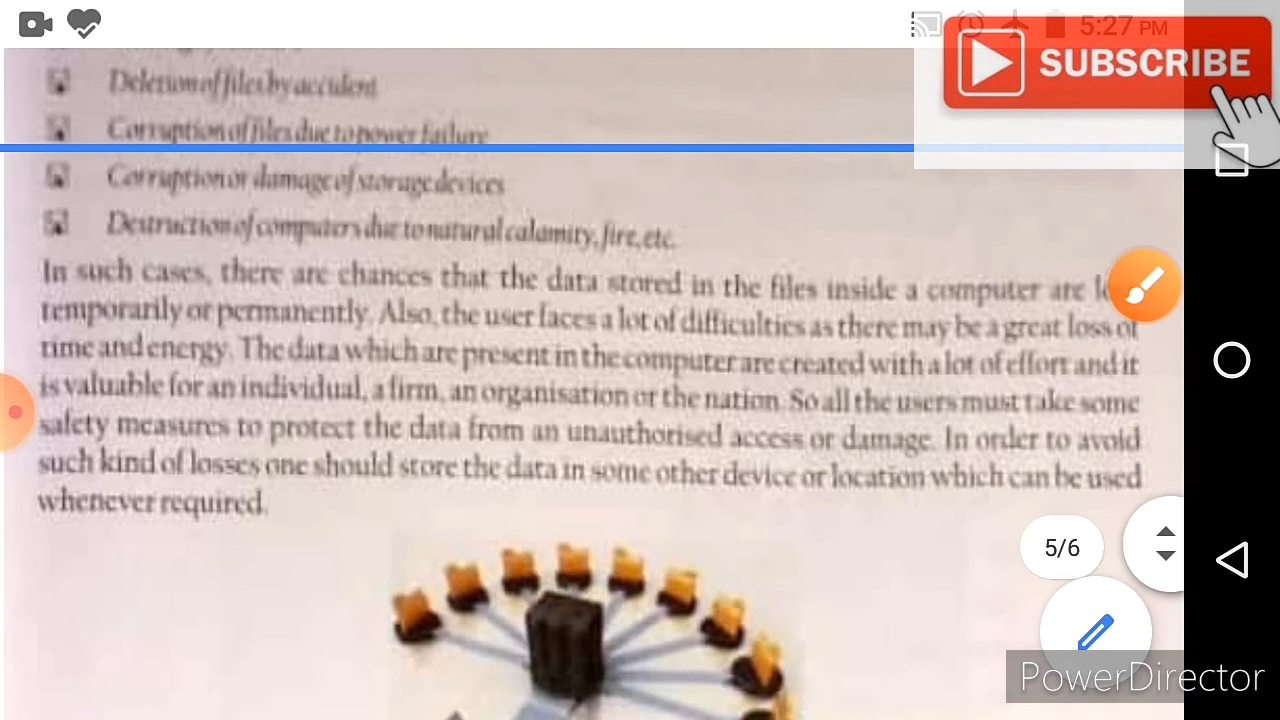 5:27 PM
SUBSCRIBE
Deletion of files by accident
Corruption of files due to power failure
Corruption or damage of storage devices
Destruction of computers due to natural calamity, fire, etc.
In such cases, there are chances that the data stored in the files inside a computer are
temporarily or permanently. Also, the user faces a lot of difficulties as there may be a great loss of
time and energy. The data which are present in the computer are created with a lot of effort and it
is valuable for an individual, a firm, an organisation or the nation. So all the users must take some
safety measures to protect the data from an unauthorised access or damage. In order to avoid
such kind of losses one should store the data in some other device or location which can be used
whenever required.
5/6
PowerDirector